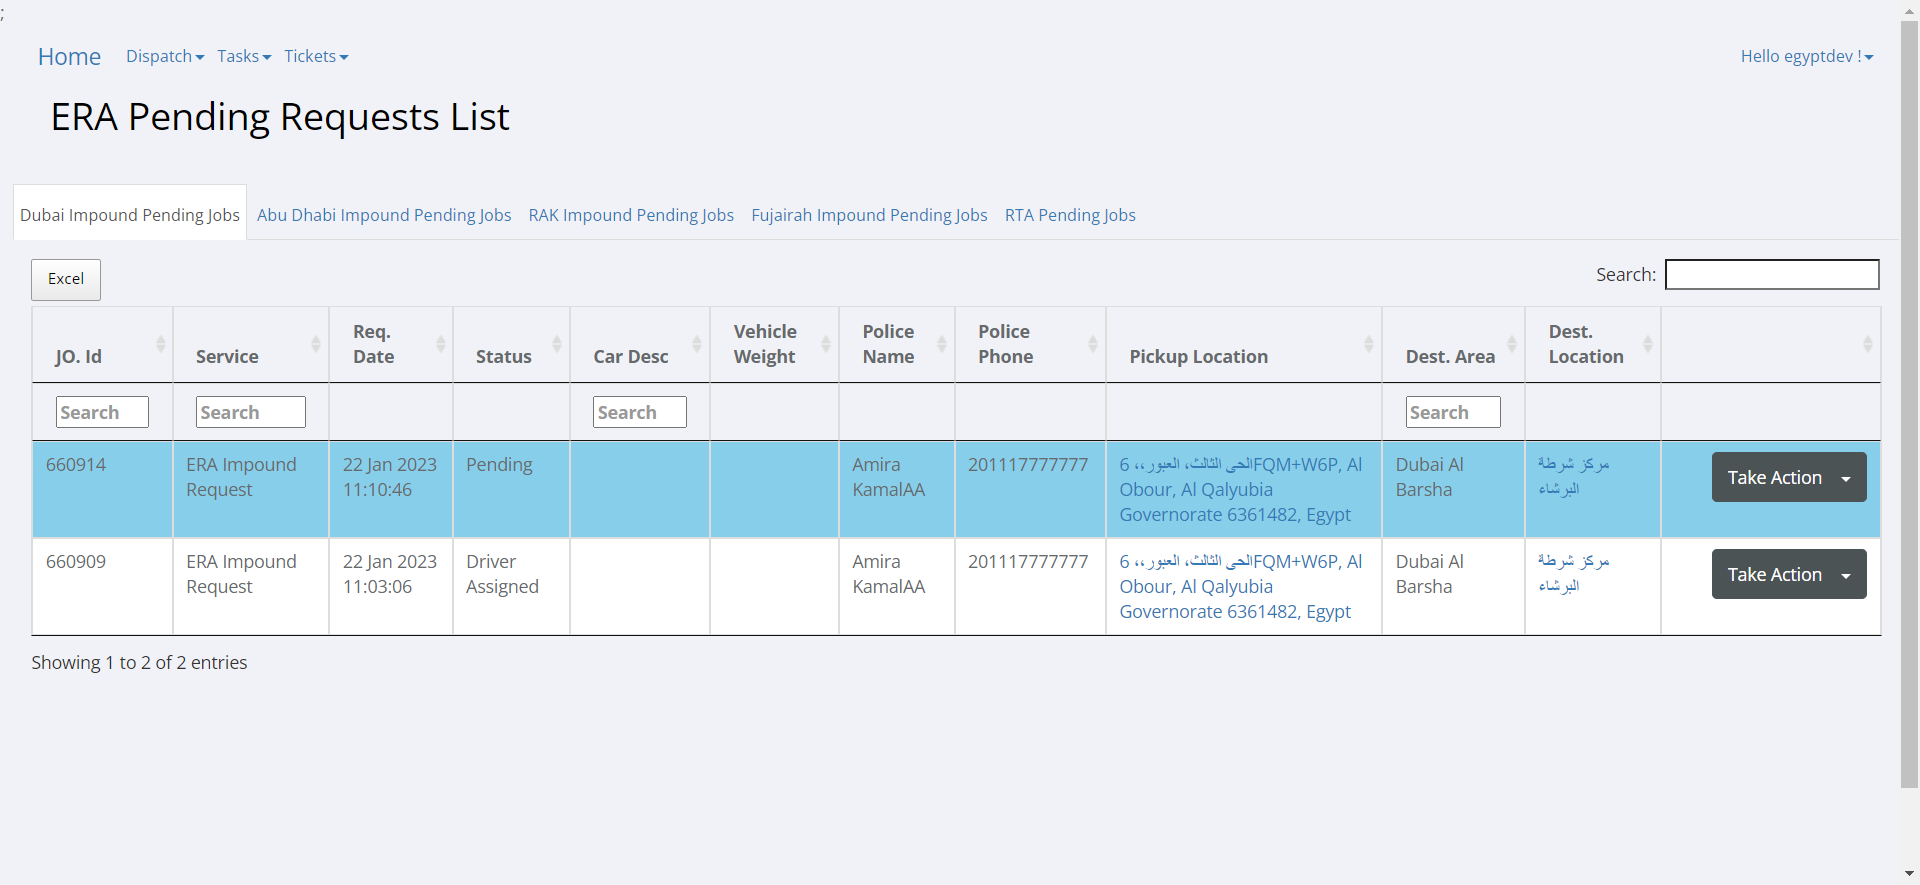 ;
Home Dispatch Tasks Tickets Hello egyptdev !
ERA Pending Requests List
Dubai Impound Pending Jobs Abu Dhabi Impound Pending Jobs RAK Impound Pending Jobs Fujairah Impound Pending Jobs RTA Pending Jobs
Excel Search:
JO. Id Service Req. Date Status Car Desc Vehicle Weight Police Name Police Phone Pickup Location Dest. Area Dest. Location
Search Search Search Search
660914 ERA Impound Request 22 Jan 2023 11:10:46 Pending Amira KamalAA 201117777777 6 الحى الثالث، العبور،، FQM+W6P, Al Obour, Al Qalyubia Governorate 6361482, Egypt Dubai Al Barsha مركز شرطة البرشاء Take Action
660909 ERA Impound Request 22 Jan 2023 11:03:06 Driver Assigned Amira KamalAA 201117777777 6 الحى الثالث، العبور،، FQM+W6P, Al Obour, Al Qalyubia Governorate 6361482, Egypt Dubai Al Barsha مركز شرطة البرشاء Take Action
Showing 1 to 2 of 2 entries